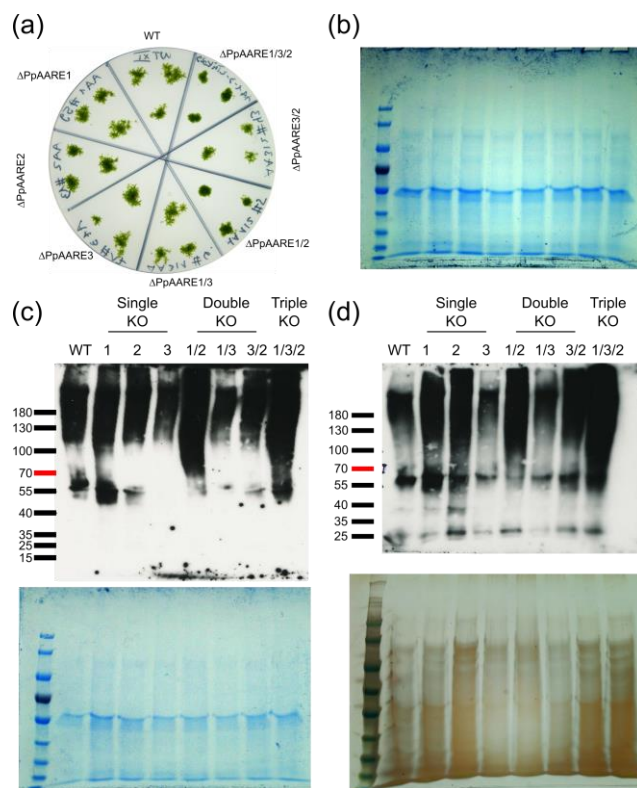 (a)
WT
ΔPpAARE1/3/2
ΔPpAARE3/2
ΔPpAARE1/2
ΔPpAARE1/3
ΔPpAARE3
ΔPpAARE2
ΔPpAARE1
(b)
(c)
Single KO
Double KO
Triple KO
WT 1 2 3 1/2 1/3 3/2 1/3/2
180
130
100
70
55
40
35
25
15
(d)
Single KO
Double KO
Triple KO
WT 1 2 3 1/2 1/3 3/2 1/3/2
180
130
100
70
55
40
35
25